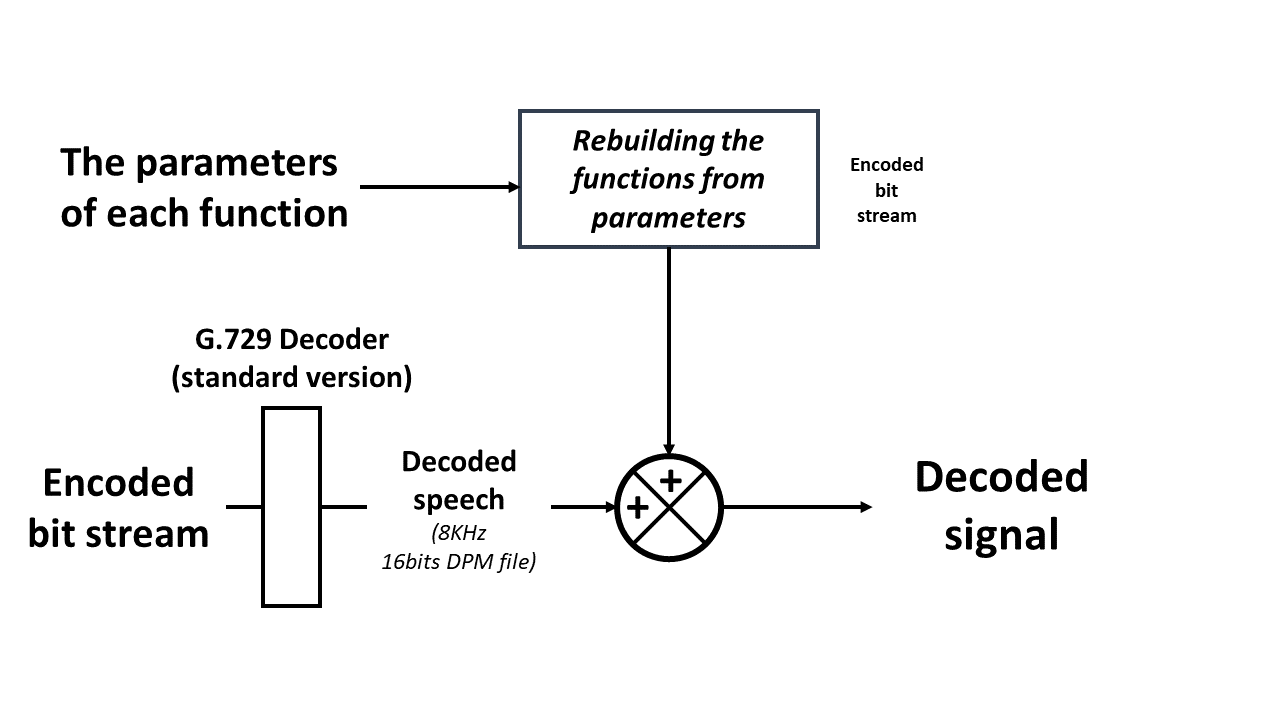 The parameters
of each function
Rebuilding the
functions from
parameters
Encoded
bit
stream
G.729 Decoder
(standard version)
Encoded
bit stream
Decoded
speech
(8KHz
16bits DPM file)
+
+
Decoded
signal